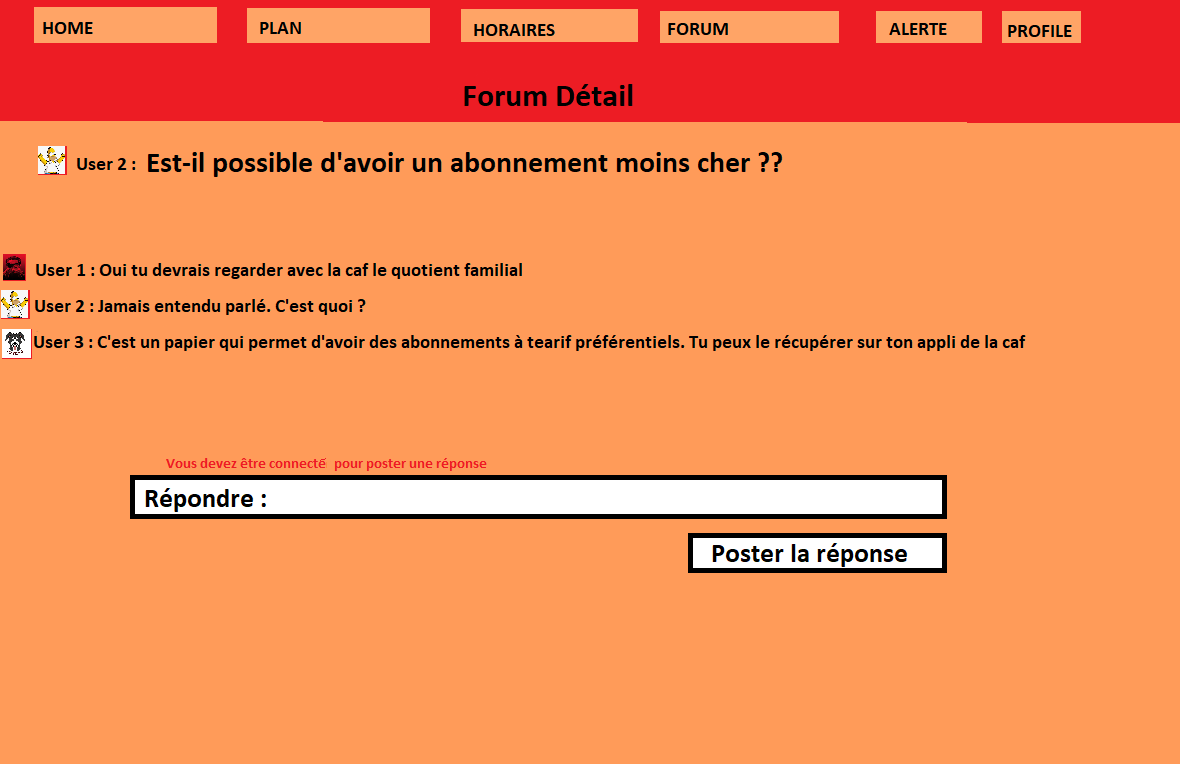 HOME PLAN HORAIRES FORUM ALERTE PROFILE
Forum Détail
User 2 : Est-il possible d'avoir un abonnement moins cher ??
User 1 : Oui tu devrais regarder avec la caf le quotient familial
User 2 : Jamais entendu parlé. C'est quoi ?
User 3 : C'est un papier qui permet d'avoir des abonnements à tearif préférentiels. Tu peux le récupérer sur ton appli de la caf
Vous devez être connecté pour poster une réponse
Répondre :
Poster la réponse